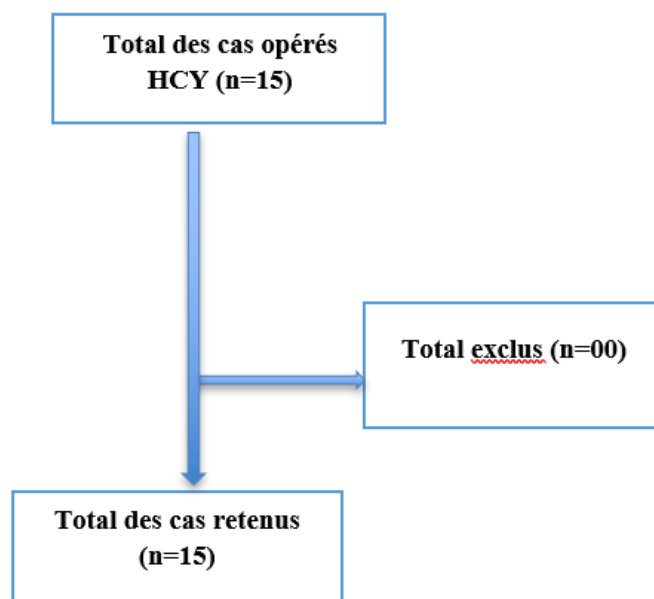 Total des cas opérés
HCY (n=15)
Total exclus (n=00)
Total des cas retenus
(n=15)